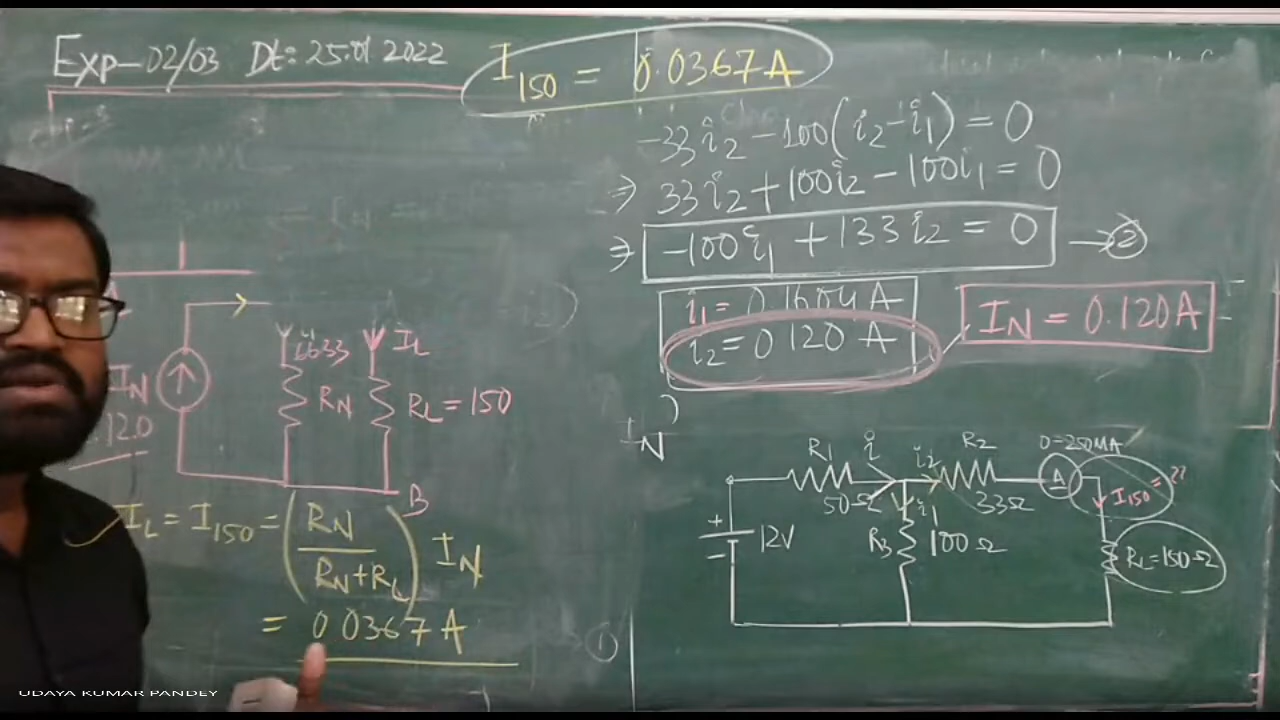 Exp-02/03 Dt: 25.01 2022
I150 = 0.0367A
-33i2 - 100(i2-i1) = 0
⇒ 33i2 + 100i2 - 100i1 = 0
⇒ -100i1 + 133i2 = 0 → 2
i1 = 0.1604 A
i2 = 0 120 A
IN = 0.120A
IN
RN
IL
RL = 150
B
IL = I150 = (RN / RN+RL) IN
= 0 0367 A
1
IN
R1
i
i2
R2
0-250MA
A
I150 = ??
50Ω
i1
33Ω
+
-
12V
R3
100Ω
RL=150Ω
UDAYA KUMAR PANDEY